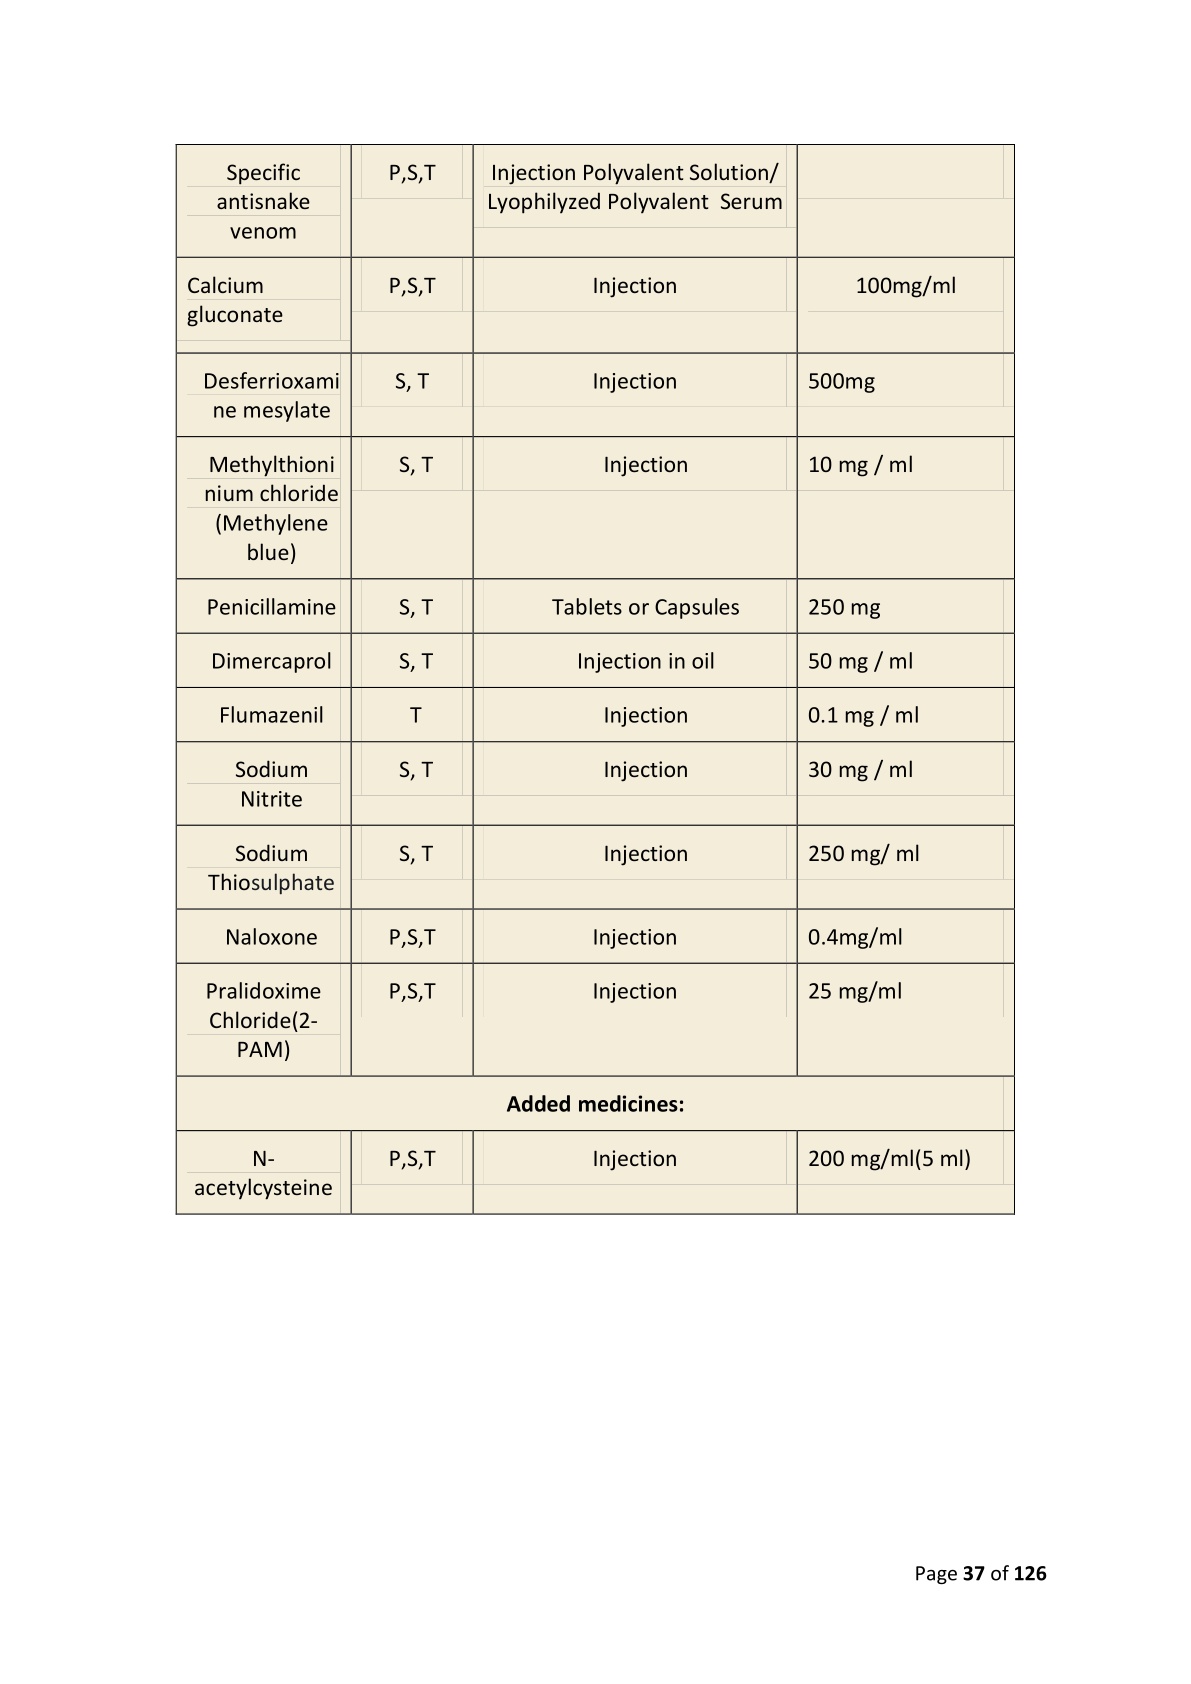 Specific
antisnake
venom
P,S,T
Injection Polyvalent Solution/
Lyophilyzed Polyvalent  Serum
Calcium
gluconate
P,S,T
Injection
100mg/ml
Desferrioxami
ne mesylate
S, T
Injection
500mg
Methylthioni
nium chloride
(Methylene
blue)
S, T
Injection
10 mg / ml
Penicillamine
S, T
Tablets or Capsules
250 mg
Dimercaprol
S, T
Injection in oil
50 mg / ml
Flumazenil
T
Injection
0.1 mg / ml
Sodium
Nitrite
S, T
Injection
30 mg / ml
Sodium
Thiosulphate
S, T
Injection
250 mg/ ml
Naloxone
P,S,T
Injection
0.4mg/ml
Pralidoxime
Chloride(2-
PAM)
P,S,T
Injection
25 mg/ml
Added medicines:
N-
acetylcysteine
P,S,T
Injection
200 mg/ml(5 ml)
Page 37 of 126